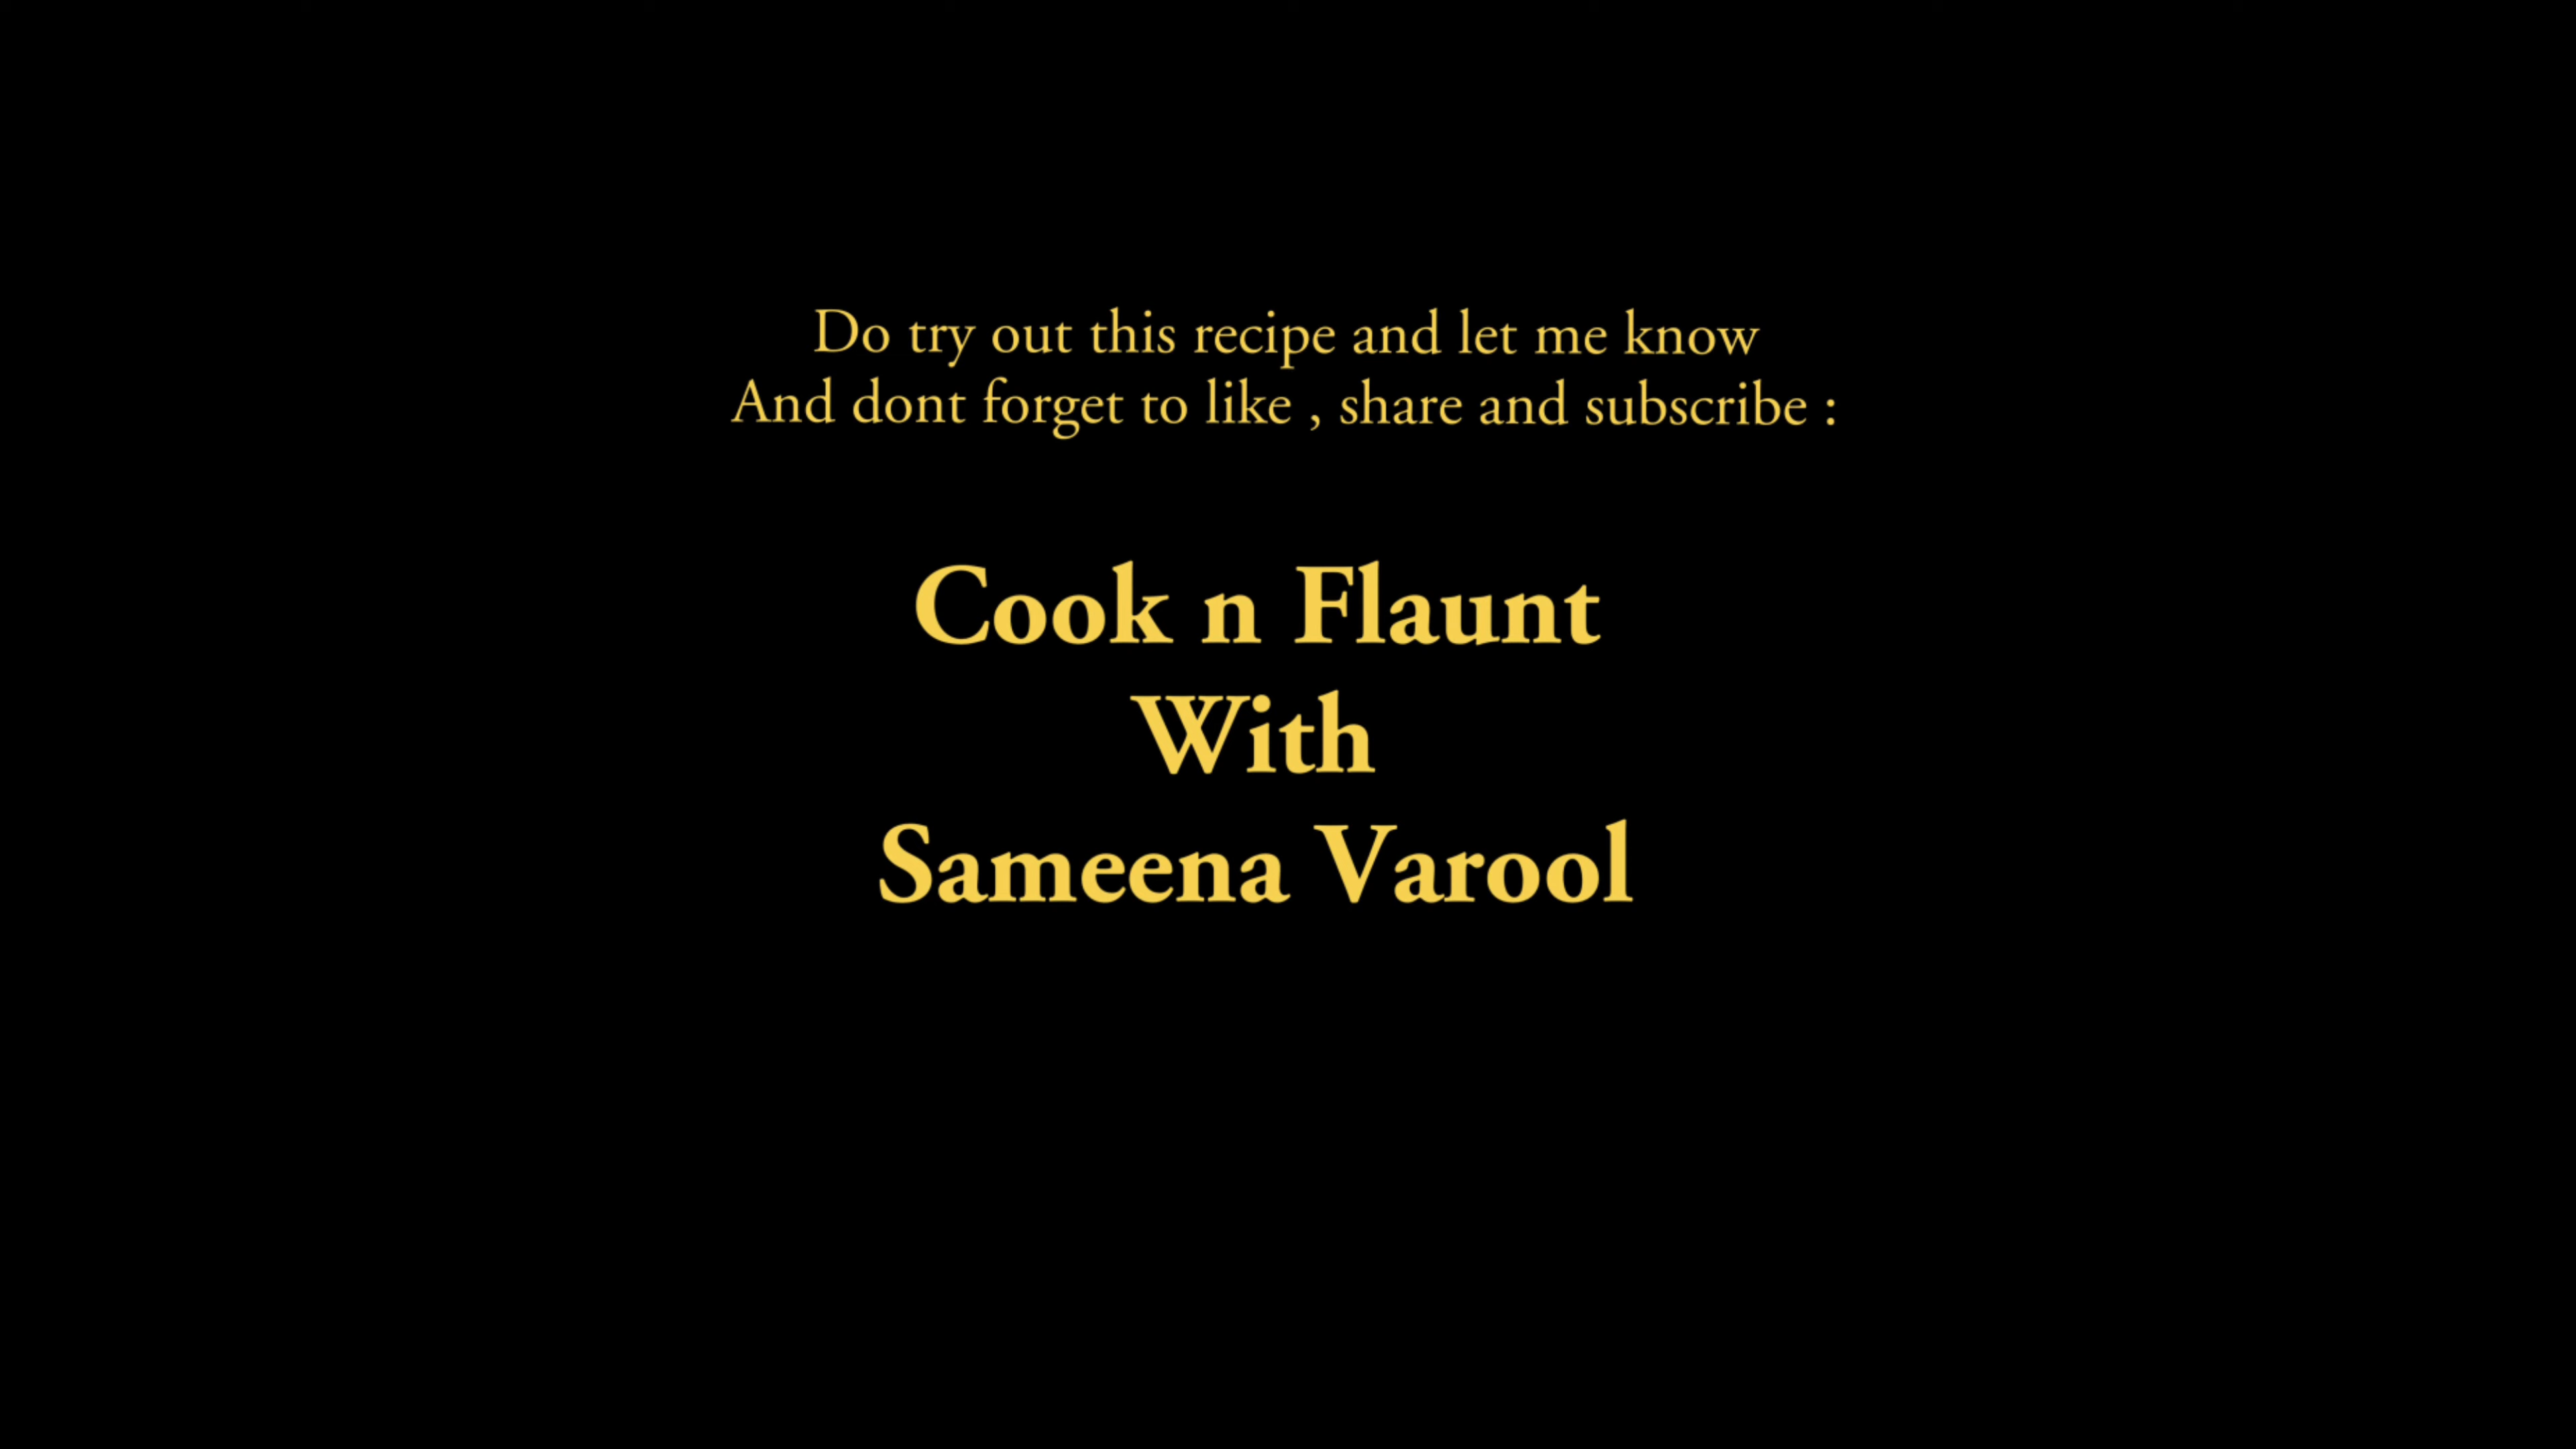 Do try out this recipe and let me know
And dont forget to like , share and subscribe :
Cook n Flaunt
With
Sameena Varool